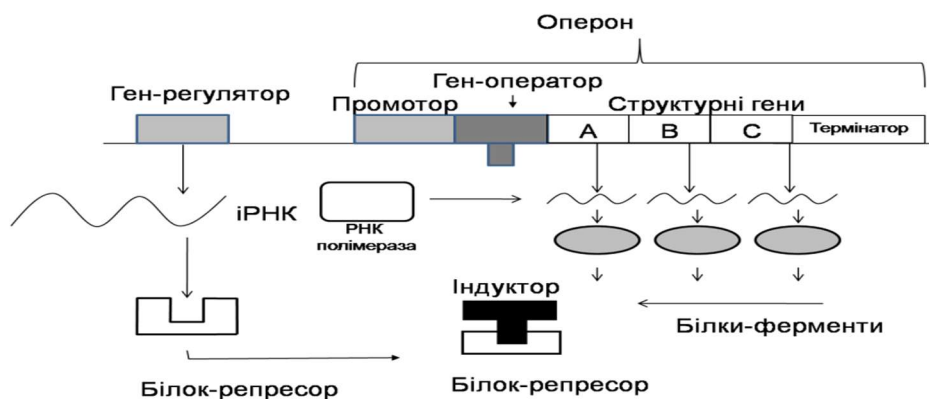 Оперон
Ген-оператор
Ген-регулятор
Промотор
Структурні гени
А
В
С
Термінатор
іРНК
РНК
полімераза
Індуктор
Білки-ферменти
Білок-репресор
Білок-репресор